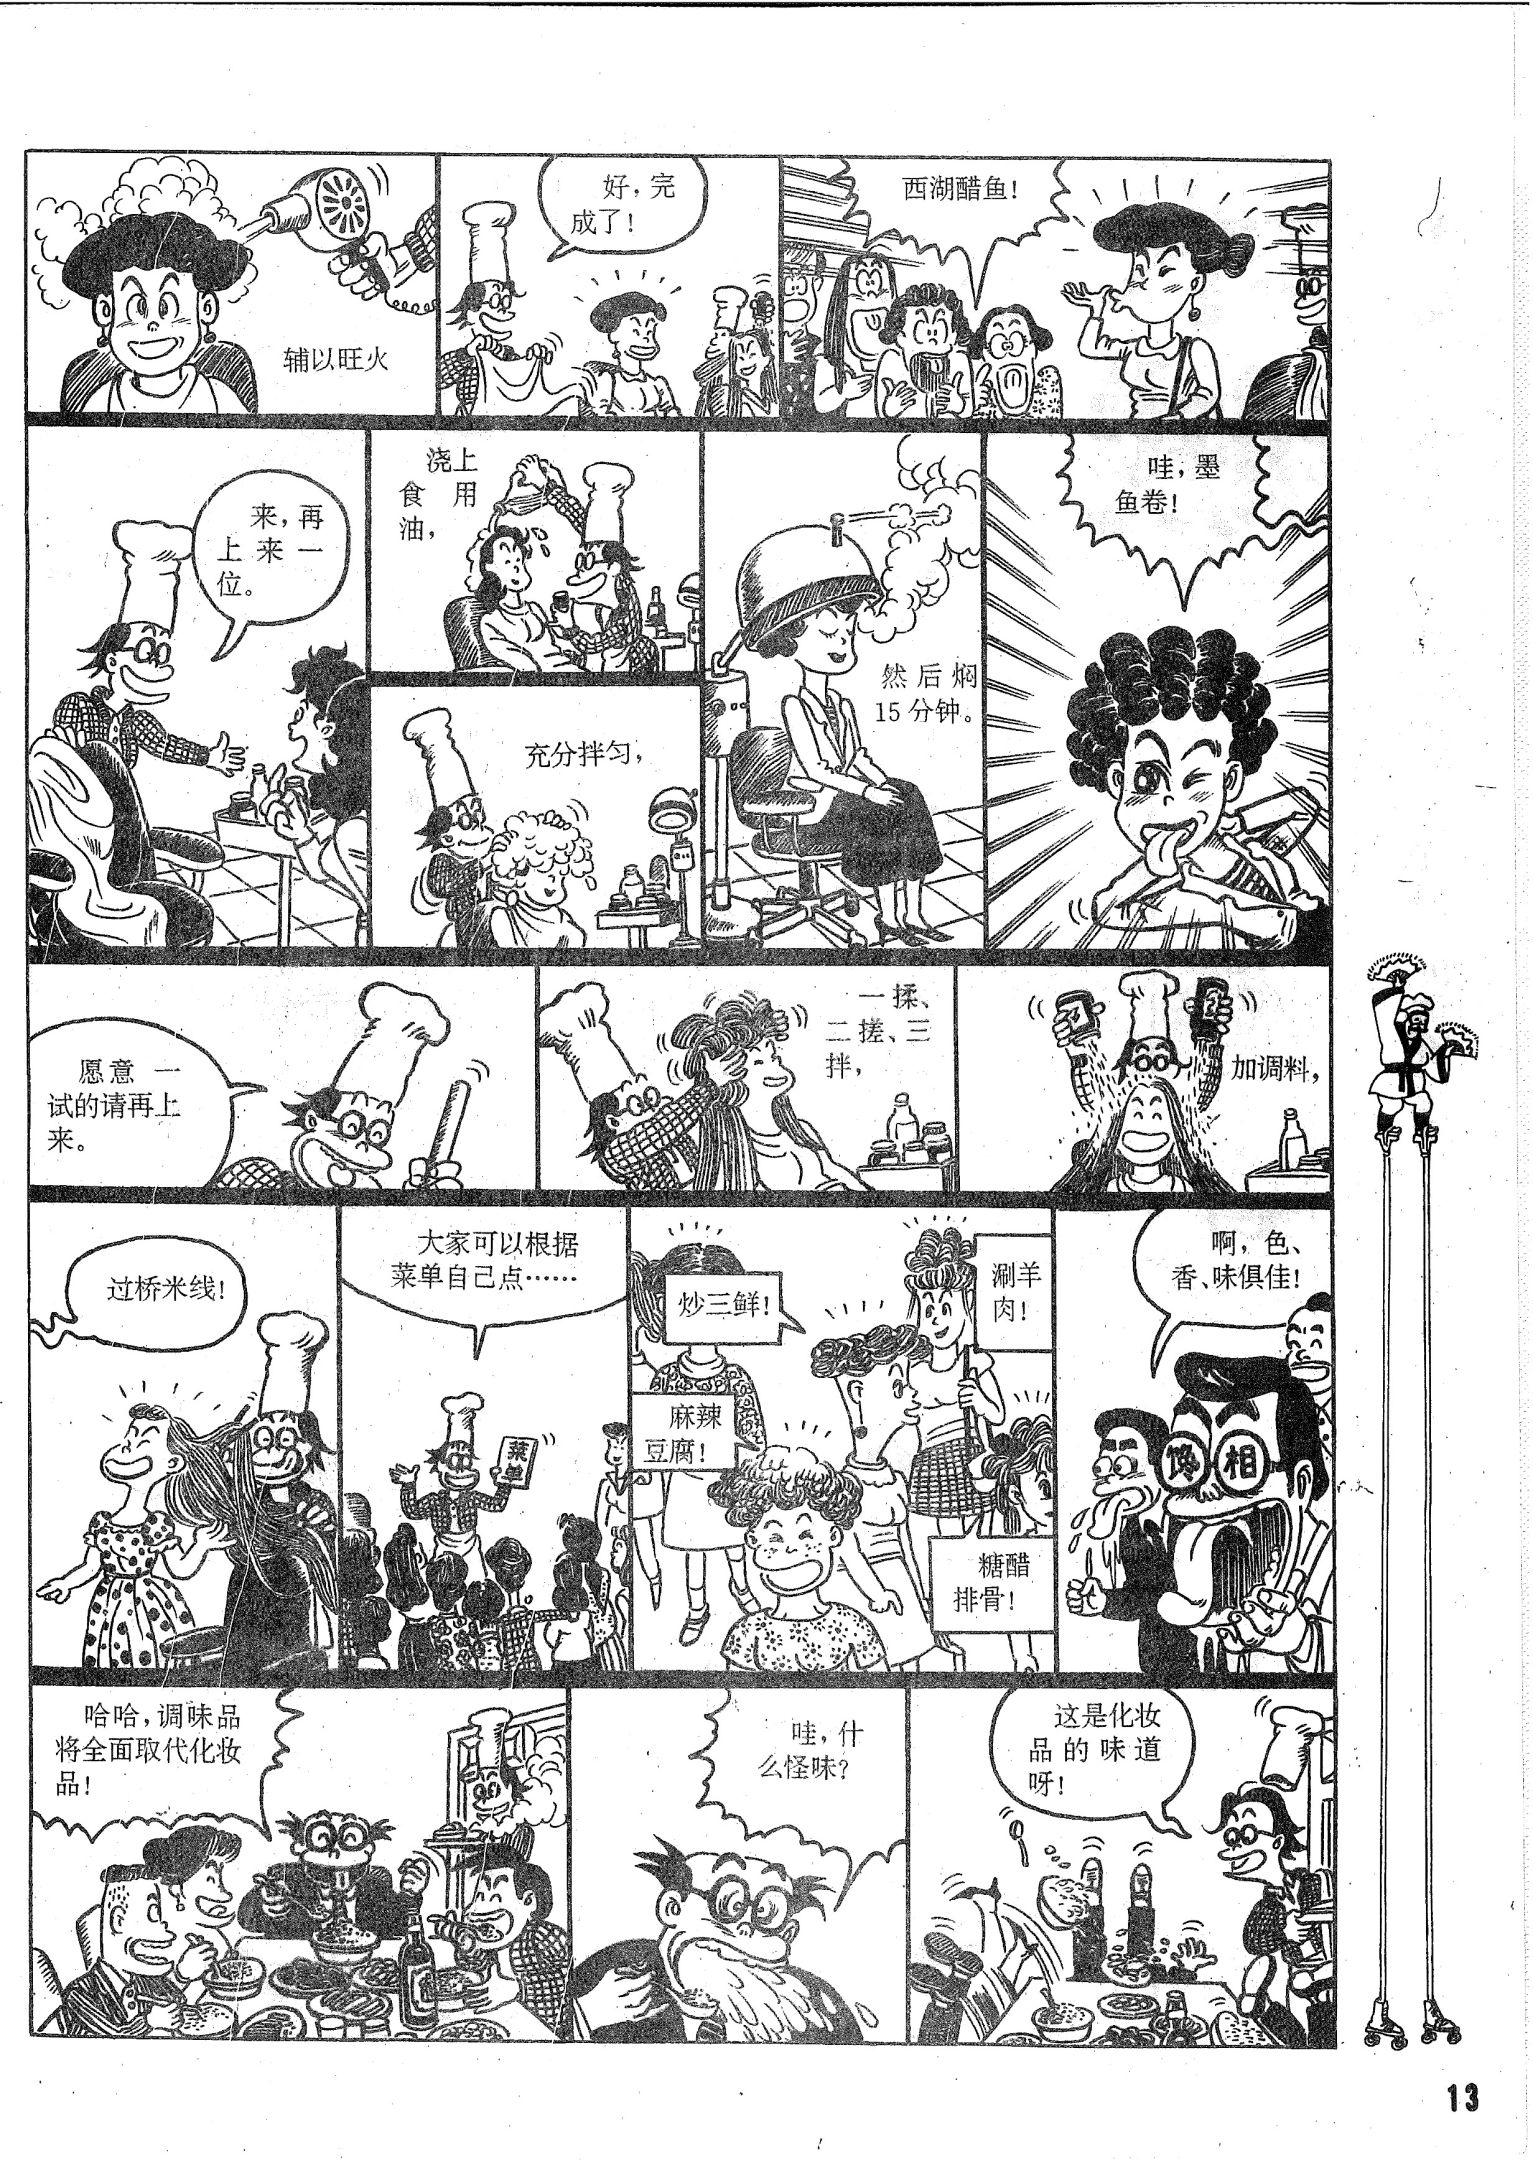 辅以旺火
好，完
成了！
西湖醋鱼！
来，再
上来一
位。
浇上
食用
油，
充分拌匀，
然后焖
15分钟。
哇，墨
鱼卷！
愿意一
试的请再上
来。
一揉、
二搓、三
拌，
加调料，
过桥米线！
大家可以根据
菜单自己点……
菜
单
炒三鲜！
涮羊
肉！
麻辣
豆腐！
糖醋
排骨！
啊，色、
香、味俱佳！
馋相
哈哈，调味品
将全面取代化妆
品！
哇，什
么怪味？
这是化妆
品的味道
呀！
13